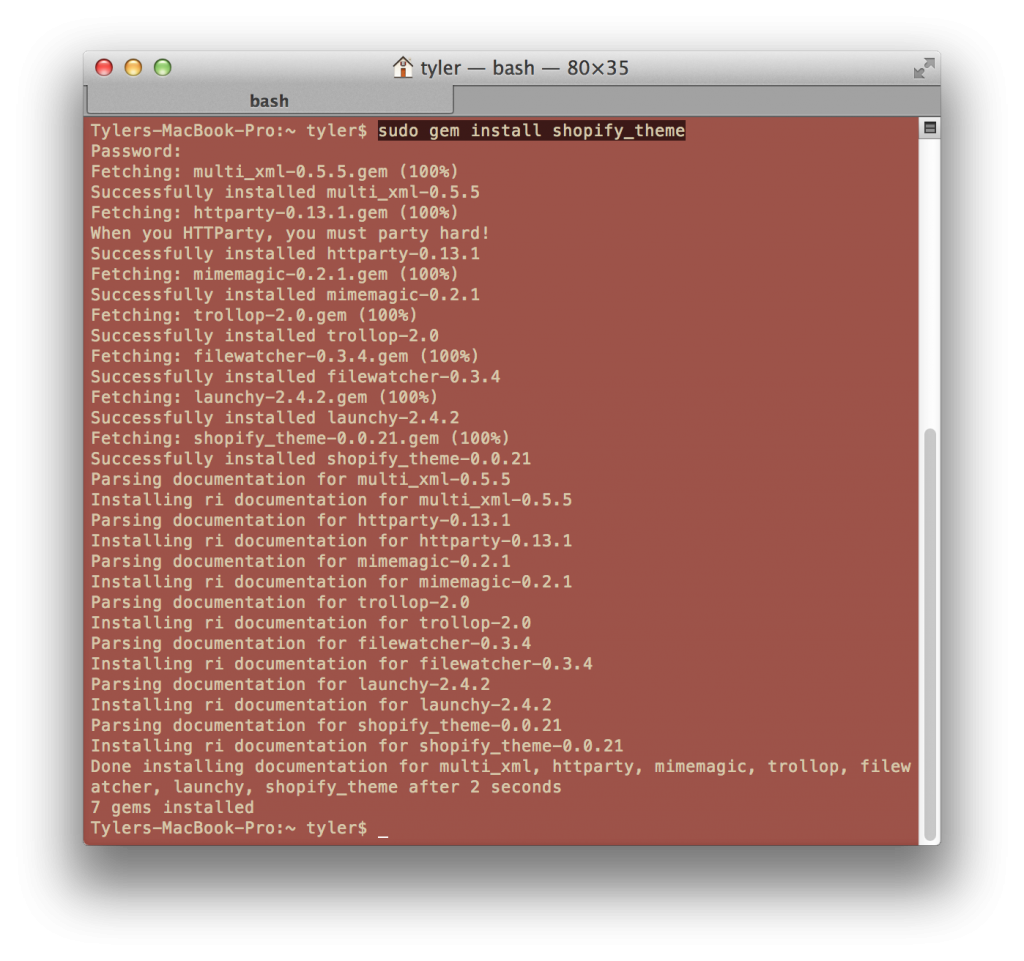 tyler — bash — 80×35
bash
Tylers-MacBook-Pro:~ tyler$ sudo gem install shopify_theme
Password:
Fetching: multi_xml-0.5.5.gem (100%)
Successfully installed multi_xml-0.5.5
Fetching: httparty-0.13.1.gem (100%)
When you HTTParty, you must party hard!
Successfully installed httparty-0.13.1
Fetching: mimemagic-0.2.1.gem (100%)
Successfully installed mimemagic-0.2.1
Fetching: trollop-2.0.gem (100%)
Successfully installed trollop-2.0
Fetching: filewatcher-0.3.4.gem (100%)
Successfully installed filewatcher-0.3.4
Fetching: launchy-2.4.2.gem (100%)
Successfully installed launchy-2.4.2
Fetching: shopify_theme-0.0.21.gem (100%)
Successfully installed shopify_theme-0.0.21
Parsing documentation for multi_xml-0.5.5
Installing ri documentation for multi_xml-0.5.5
Parsing documentation for httparty-0.13.1
Installing ri documentation for httparty-0.13.1
Parsing documentation for mimemagic-0.2.1
Installing ri documentation for mimemagic-0.2.1
Parsing documentation for trollop-2.0
Installing ri documentation for trollop-2.0
Parsing documentation for filewatcher-0.3.4
Installing ri documentation for filewatcher-0.3.4
Parsing documentation for launchy-2.4.2
Installing ri documentation for launchy-2.4.2
Parsing documentation for shopify_theme-0.0.21
Installing ri documentation for shopify_theme-0.0.21
Done installing documentation for multi_xml, httparty, mimemagic, trollop, filew
atcher, launchy, shopify_theme after 2 seconds
7 gems installed
Tylers-MacBook-Pro:~ tyler$ _